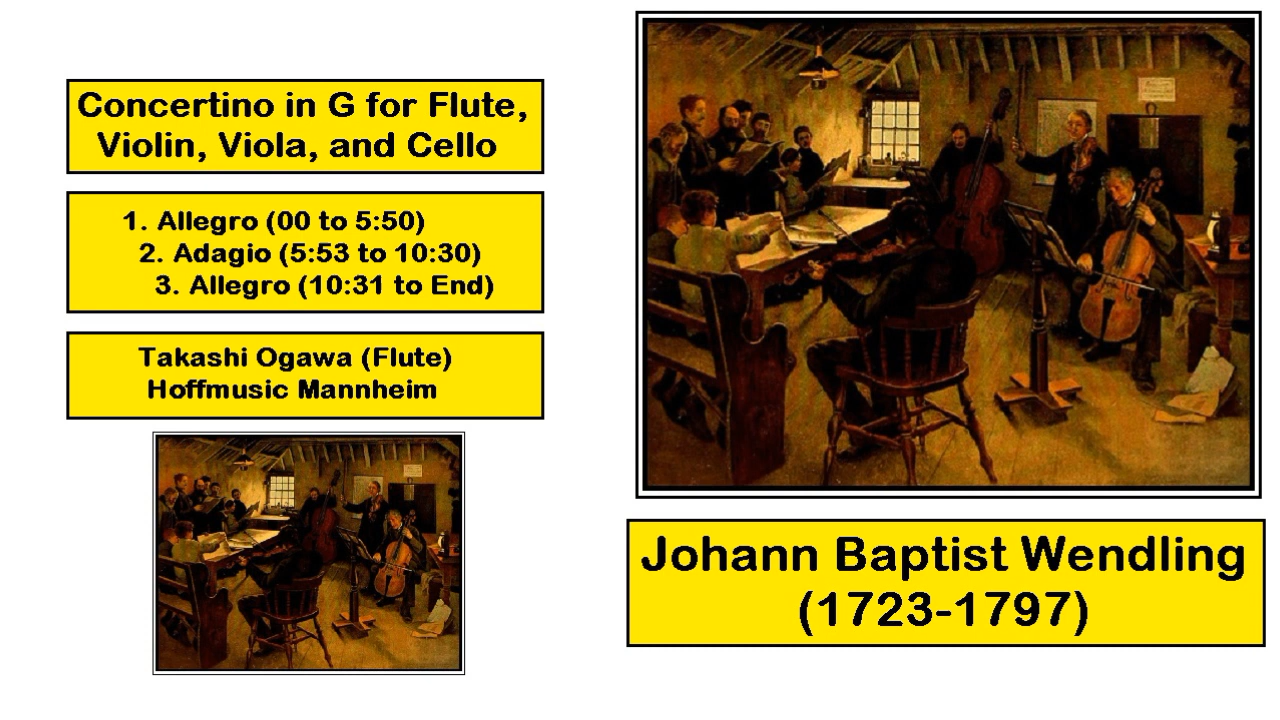 Concertino in G for Flute,
Violin, Viola, and Cello
1. Allegro (00 to 5:50)
2. Adagio (5:53 to 10:30)
3. Allegro (10:31 to End)
Takashi Ogawa (Flute)
Hoffmusic Mannheim
Johann Baptist Wendling
(1723-1797)